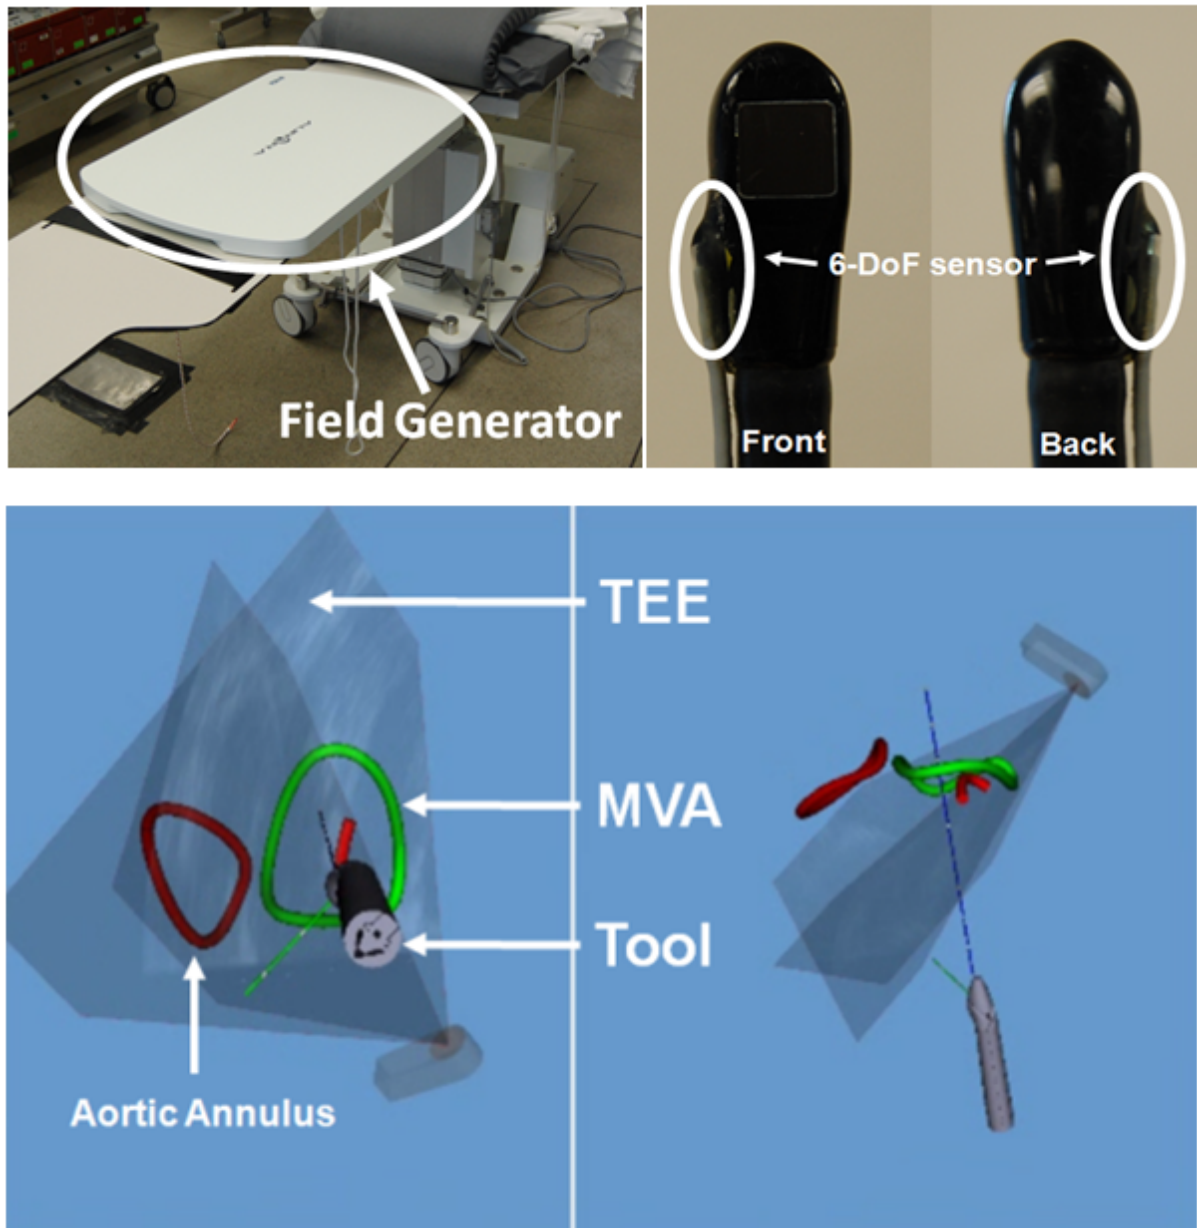 Field Generator
6-DoF sensor
Front
Back
TEE
MVA
Tool
Aortic Annulus